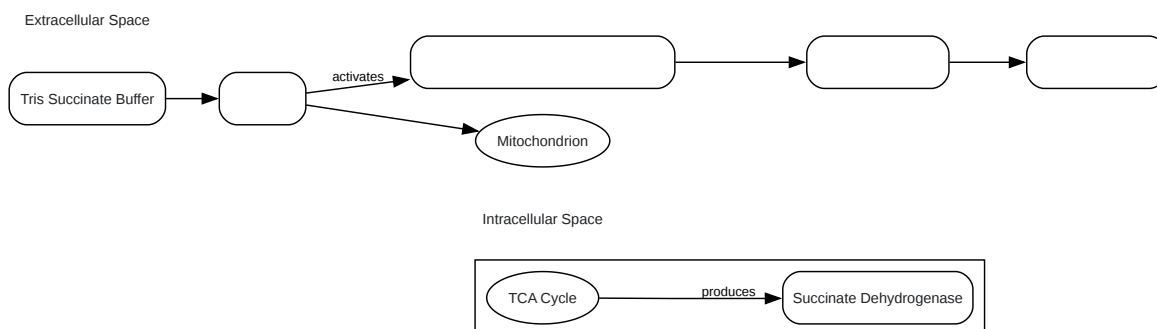 Extracellular Space
Tris Succinate Buffer
activates
Mitochondrion
Intracellular Space
TCA Cycle
produces
Succinate Dehydrogenase